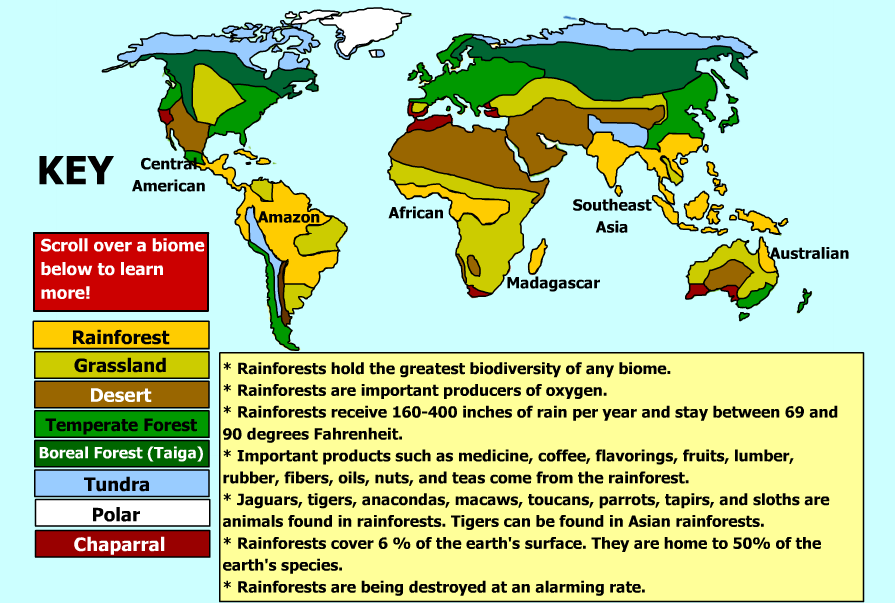 KEY
Central
American
Amazon
African
Madagascar
Southeast
Asia
Australian
Scroll over a biome
below to learn
more!
Rainforest
Grassland
Desert
Temperate Forest
Boreal Forest (Taiga)
Tundra
Polar
Chaparral
* Rainforests hold the greatest biodiversity of any biome.
* Rainforests are important producers of oxygen.
* Rainforests receive 160-400 inches of rain per year and stay between 69 and
90 degrees Fahrenheit.
* Important products such as medicine, coffee, flavorings, fruits, lumber,
rubber, fibers, oils, nuts, and teas come from the rainforest.
* Jaguars, tigers, anacondas, macaws, toucans, parrots, tapirs, and sloths are
animals found in rainforests. Tigers can be found in Asian rainforests.
* Rainforests cover 6 % of the earth's surface. They are home to 50% of the
earth's species.
* Rainforests are being destroyed at an alarming rate.